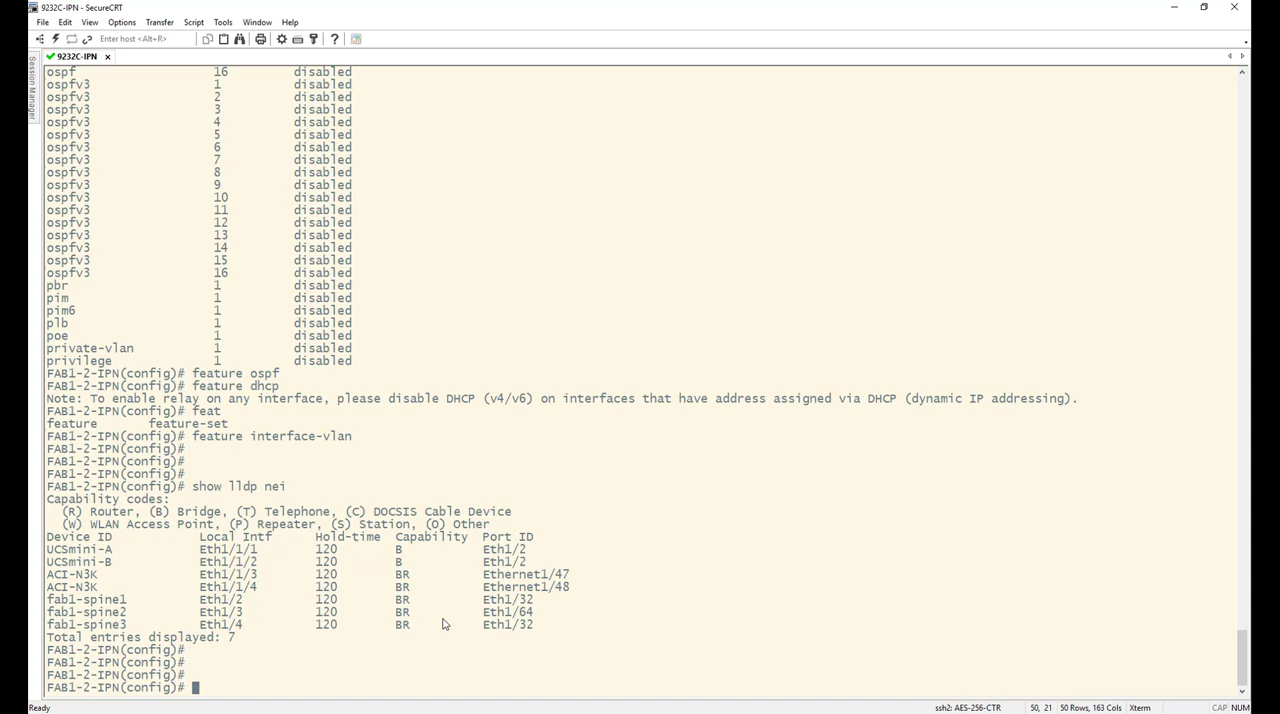 9232C-IPN - SecureCRT
File Edit View Options Transfer Script Tools Window Help
Enter host <Alt+R>
9232C-IPN
Session Manager
ospf 16 disabled
ospfv3 1 disabled
ospfv3 2 disabled
ospfv3 3 disabled
ospfv3 4 disabled
ospfv3 5 disabled
ospfv3 6 disabled
ospfv3 7 disabled
ospfv3 8 disabled
ospfv3 9 disabled
ospfv3 10 disabled
ospfv3 11 disabled
ospfv3 12 disabled
ospfv3 13 disabled
ospfv3 14 disabled
ospfv3 15 disabled
ospfv3 16 disabled
pbr 1 disabled
pim 1 disabled
pim6 1 disabled
plb 1 disabled
poe 1 disabled
private-vlan 1 disabled
privilege 1 disabled
FAB1-2-IPN(config)# feature ospf
FAB1-2-IPN(config)# feature dhcp
Note: To enable relay on any interface, please disable DHCP (v4/v6) on interfaces that have address assigned via DHCP (dynamic IP addressing).
FAB1-2-IPN(config)# feat
feature feature-set
FAB1-2-IPN(config)# feature interface-vlan
FAB1-2-IPN(config)#
FAB1-2-IPN(config)#
FAB1-2-IPN(config)#
FAB1-2-IPN(config)# show lldp nei
Capability codes:
(R) Router, (B) Bridge, (T) Telephone, (C) DOCSIS Cable Device
(W) WLAN Access Point, (P) Repeater, (S) Station, (O) Other
Device ID Local Intf Hold-time Capability Port ID
UCSmini-A Eth1/1/1 120 B Eth1/2
UCSmini-B Eth1/1/2 120 B Eth1/2
ACI-N3K Eth1/1/3 120 BR Ethernet1/47
ACI-N3K Eth1/1/4 120 BR Ethernet1/48
fab1-spine1 Eth1/2 120 BR Eth1/32
fab1-spine2 Eth1/3 120 BR Eth1/64
fab1-spine3 Eth1/4 120 BR Eth1/32
Total entries displayed: 7
FAB1-2-IPN(config)#
FAB1-2-IPN(config)#
FAB1-2-IPN(config)#
FAB1-2-IPN(config)#
Ready ssh2: AES-256-CTR 50, 21 50 Rows, 163 Cols Xterm CAP NUM